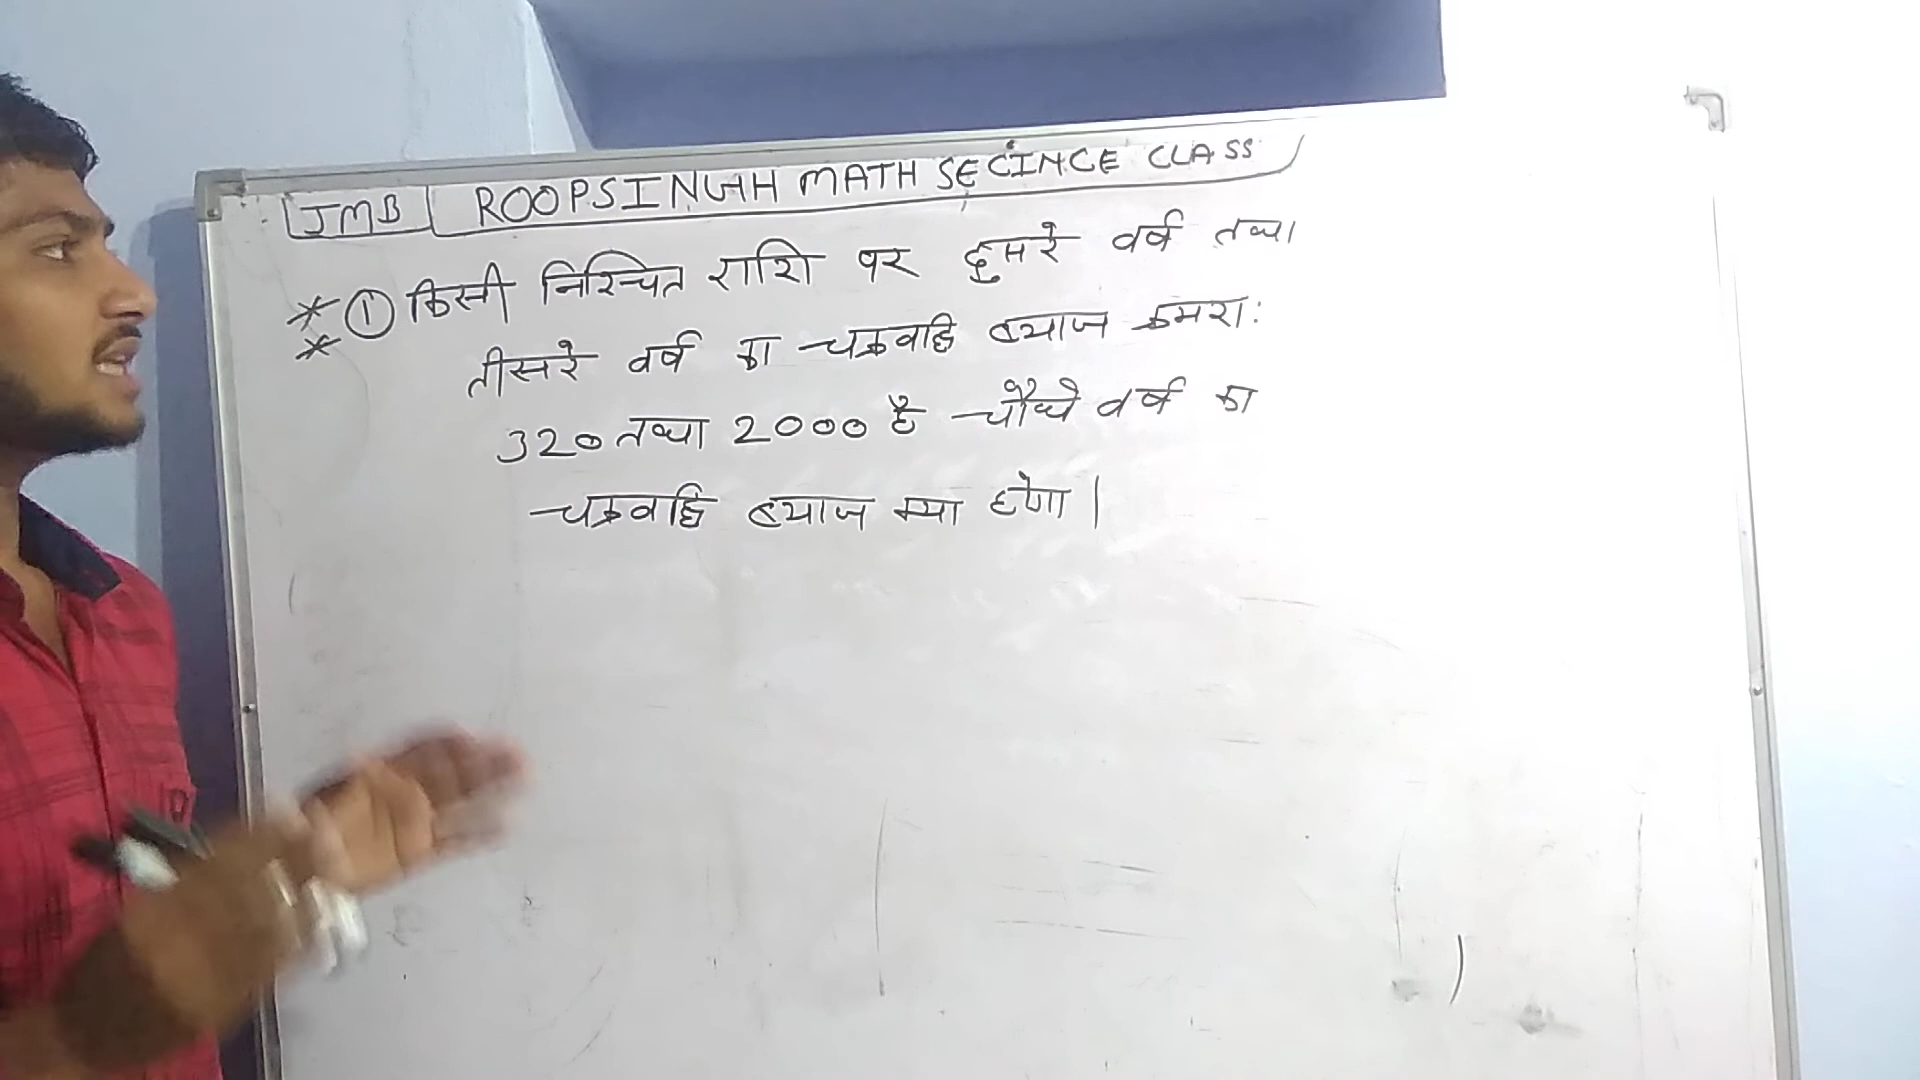 JMB ROOPSINGH MATH SECINCE CLASS
** ① किसी निश्चित राशि पर दुसरे वर्ष तथा
तीसरे वर्ष का चक्रवृद्धि ब्याज क्रमश:
320 तथा 2000 है चौथे वर्ष का
चक्रवृद्धि ब्याज क्या होगा।